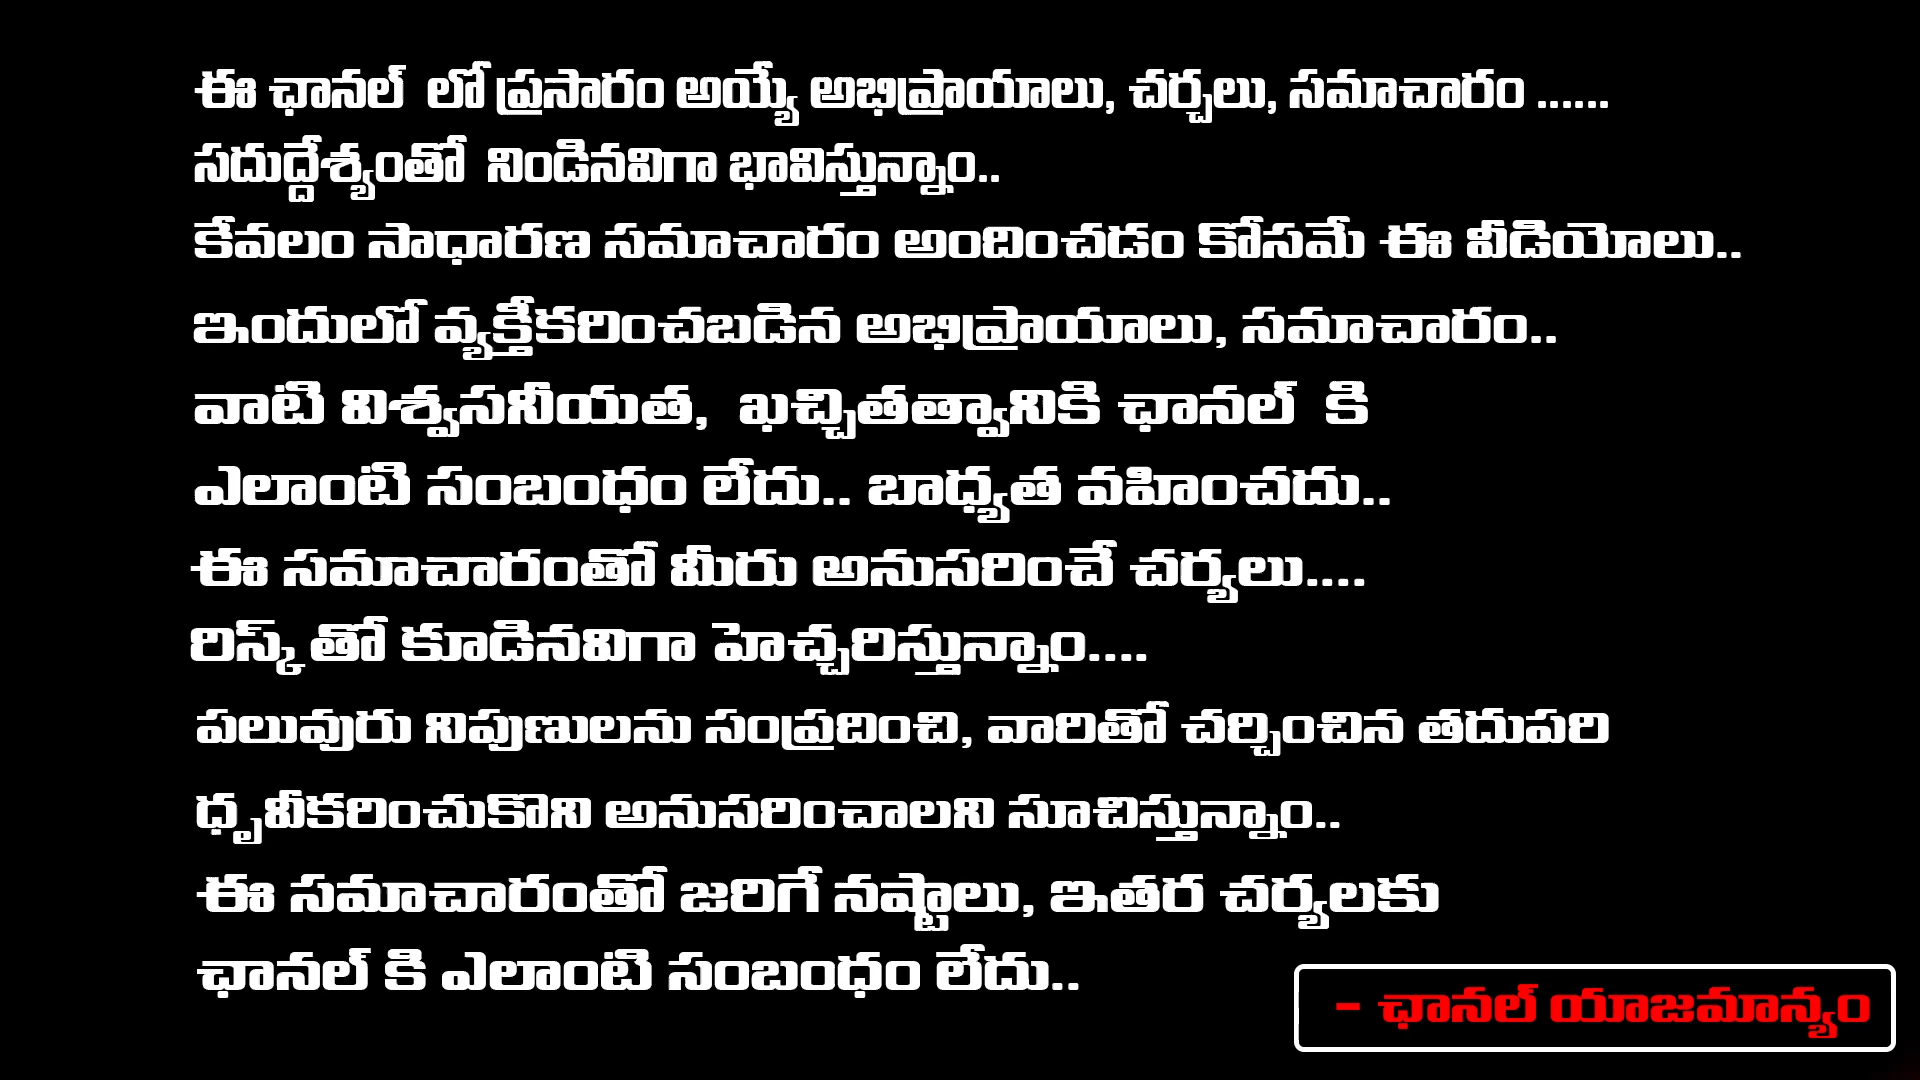 ఈ ఛానల్ లో ప్రసారం అయ్యే అభిప్రాయాలు, చర్చలు, సమాచారం ......
సదుద్దేశ్యంతో నిండినవిగా భావిస్తున్నాం..
కేవలం సాధారణ సమాచారం అందించడం కోసమే ఈ వీడియోలు..
ఇందులో వ్యక్తీకరించబడిన అభిప్రాయాలు, సమాచారం..
వాటి విశ్వసనీయత, ఖచ్చితత్వానికి ఛానల్ కి
ఎలాంటి సంబంధం లేదు.. బాధ్యత వహించదు..
ఈ సమాచారంతో మీరు అనుసరించే చర్యలు....
రిస్క్ తో కూడినవిగా హెచ్చరిస్తున్నాం....
పలువురు నిపుణులను సంప్రదించి, వారితో చర్చించిన తదుపరి
ధృవీకరించుకొని అనుసరించాలని సూచిస్తున్నాం..
ఈ సమాచారంతో జరిగే నష్టాలు, ఇతర చర్యలకు
ఛానల్ కి ఎలాంటి సంబంధం లేదు..
- ఛానల్ యాజమాన్యం